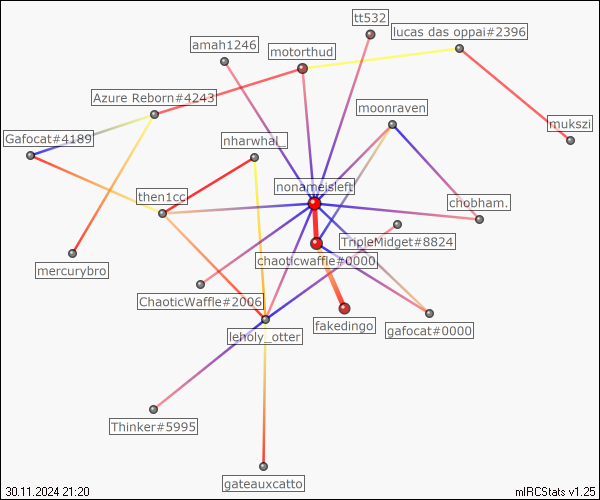 tt532
lucas das oppai#2396
amah1246
motorthud
Azure Reborn#4243
moonraven
mukszi
Gafocat#4189
nharwhal_
nonameisleft
then1cc
chobham.
TripleMidget#8824
chaoticwaffle#0000
mercurybro
ChaoticWaffle#2006
fakedingo
gafocat#0000
leholy_otter
Thinker#5995
gateauxcatto
30.11.2024 21:20
mIRCStats v1.25